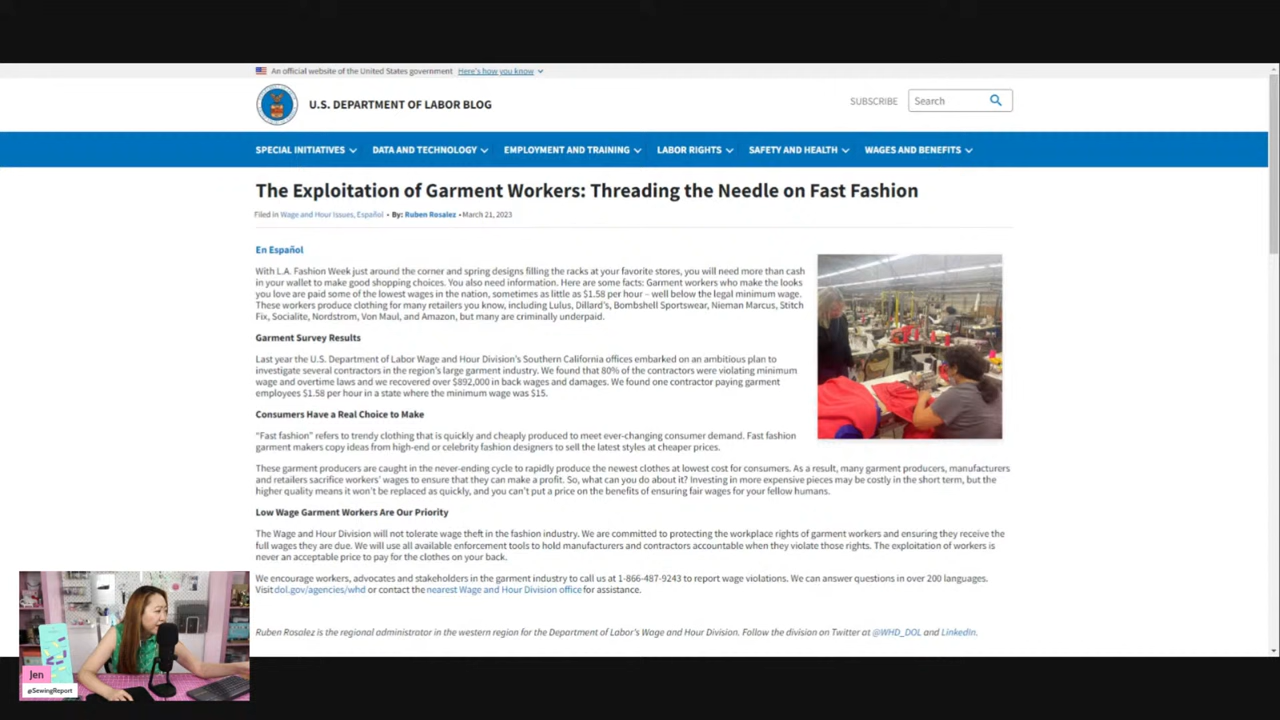 An official website of the United States government Here's how you know
U.S. DEPARTMENT OF LABOR BLOG
SUBSCRIBE
Search
SPECIAL INITIATIVES
DATA AND TECHNOLOGY
EMPLOYMENT AND TRAINING
LABOR RIGHTS
SAFETY AND HEALTH
WAGES AND BENEFITS
The Exploitation of Garment Workers: Threading the Needle on Fast Fashion
Filed in Wage and Hour Issues, Español • By: Ruben Rosalez • March 21, 2023
En Español
With L.A. Fashion Week just around the corner and spring designs filling the racks at your favorite stores, you will need more than cash
in your wallet to make good shopping choices. You also need information. Here are some facts: Garment workers who make the looks
you love are paid some of the lowest wages in the nation, sometimes as little as $1.58 per hour – well below the legal minimum wage.
These workers produce clothing for many retailers you know, including Lulus, Dillard's, Bombshell Sportswear, Nieman Marcus, Stitch
Fix, Socialite, Nordstrom, Von Maul, and Amazon, but many are criminally underpaid.
Garment Survey Results
Last year the U.S. Department of Labor Wage and Hour Division's Southern California offices embarked on an ambitious plan to
investigate several contractors in the region's large garment industry. We found that 80% of the contractors were violating minimum
wage and overtime laws and we recovered over $892,000 in back wages and damages. We found one contractor paying garment
employees $1.58 per hour in a state where the minimum wage was $15.
Consumers Have a Real Choice to Make
“Fast fashion” refers to trendy clothing that is quickly and cheaply produced to meet ever-changing consumer demand. Fast fashion
garment makers copy ideas from high-end or celebrity fashion designers to sell the latest styles at cheaper prices.
These garment producers are caught in the never-ending cycle to rapidly produce the newest clothes at lowest cost for consumers. As a result, many garment producers, manufacturers
and retailers sacrifice workers' wages to ensure that they can make a profit. So, what can you do about it? Investing in more expensive pieces may be costly in the short term, but the
higher quality means it won't be replaced as quickly, and you can't put a price on the benefits of ensuring fair wages for your fellow humans.
Low Wage Garment Workers Are Our Priority
The Wage and Hour Division will not tolerate wage theft in the fashion industry. We are committed to protecting the workplace rights of garment workers and ensuring they receive the
full wages they are due. We will use all available enforcement tools to hold manufacturers and contractors accountable when they violate those rights. The exploitation of workers is
never an acceptable price to pay for the clothes on your back.
We encourage workers, advocates and stakeholders in the garment industry to call us at 1-866-487-9243 to report wage violations. We can answer questions in over 200 languages.
Visit dol.gov/agencies/whd or contact the nearest Wage and Hour Division office for assistance.
Ruben Rosalez is the regional administrator in the western region for the Department of Labor's Wage and Hour Division. Follow the division on Twitter at @WHD_DOL and LinkedIn.
Jen
@SewingReport